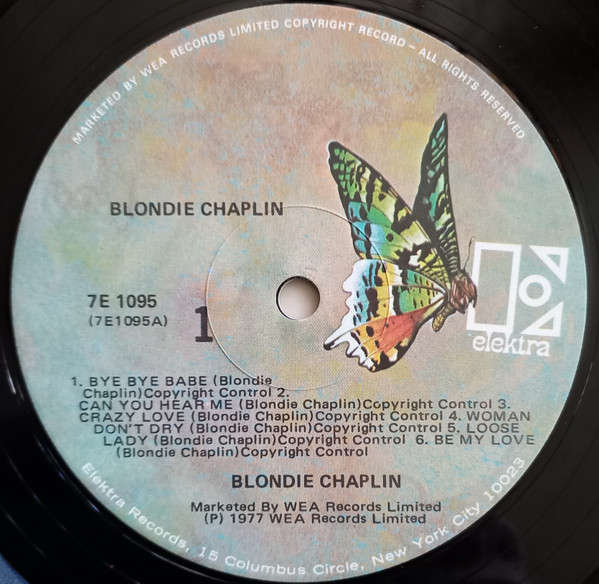 MARKETED BY WEA RECORDS LIMITED COPYRIGHT RECORD – ALL RIGHTS RESERVED
BLONDIE CHAPLIN
7E 1095
(7E1095A)
1
elektra
1. BYE BYE BABE (Blondie
Chaplin)Copyright Control 2.
CAN YOU HEAR ME (Blondie Chaplin)Copyright Control 3.
CRAZY LOVE (Blondie Chaplin)Copyright Control 4. WOMAN
DON'T DRY (Blondie Chaplin)Copyright Control 5. LOOSE
LADY (Blondie Chaplin)Copyright Control 6. BE MY LOVE
(Blondie Chaplin)Copyright Control
BLONDIE CHAPLIN
Marketed By WEA Records Limited
(P) 1977 WEA Records Limited
Elektra Records, 15 Columbus Circle, New York City 10023